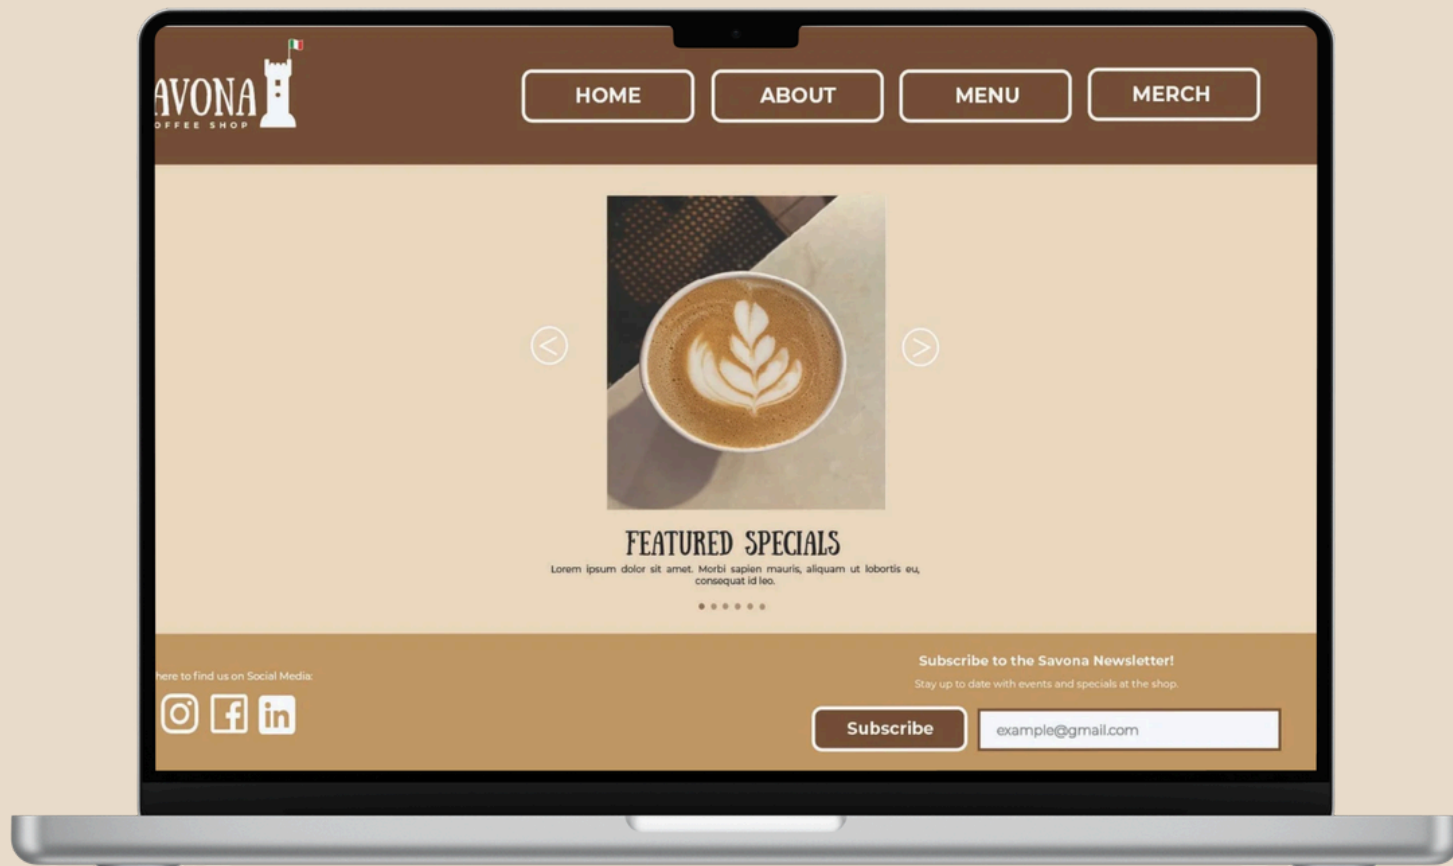 AVONA
OFFEE SHOP
HOME
ABOUT
MENU
MERCH
<
>
FEATURED SPECIALS
Lorem ipsum dolor sit amet. Morbi sapien mauris, aliquam ut lobortis eu,
consequat id leo.
here to find us on Social Media:
f
in
Subscribe to the Savona Newsletter!
Stay up to date with events and specials at the shop.
Subscribe
example@gmail.com